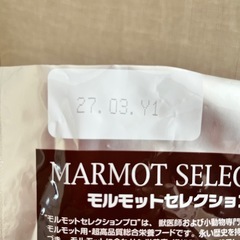 27.03.Y1
MARMOT SELEC
モルモットセレクション
"モルモットセレクションプロ"は、獣医師および小動物専門
モルモット用・超高品質総合栄養フードです。永い歴史を持